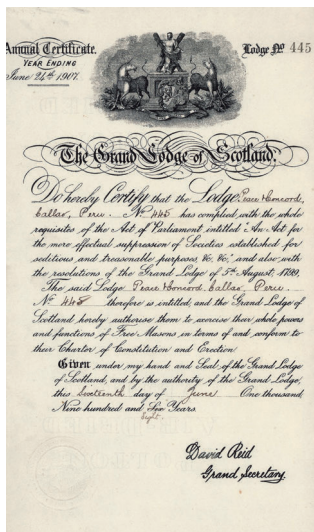 Annual Certificate.
YEAR ENDING
June 24th 1907.
Lodge No 445
The Grand Lodge of Scotland.
Do hereby Certify that the Lodge, Peace & Concord,
Callao, Peru. No 445 has complied with the whole
requisites of the Act of Parliament intitled "An Act for
the more effectual suppression of Societies established for
seditious and treasonable purposes &c, &c," and also with
the resolutions of the Grand Lodge of 5th August, 1799.
The said Lodge Peace & Concord, Callao, Peru.
No 445 therefore is intitled, and the Grand Lodge of
Scotland hereby authorise them to exercise their whole powers
and functions of Free Masons in terms of and conform to
their Charter of Constitution and Erection
Given under my hand and Seal, of the Grand Lodge
of Scotland, and by the authority of the Grand Lodge,
this Sixteenth day of June One thousand
Nine hundred and Six Years.
Eight
David Reid
Grand Secretary.